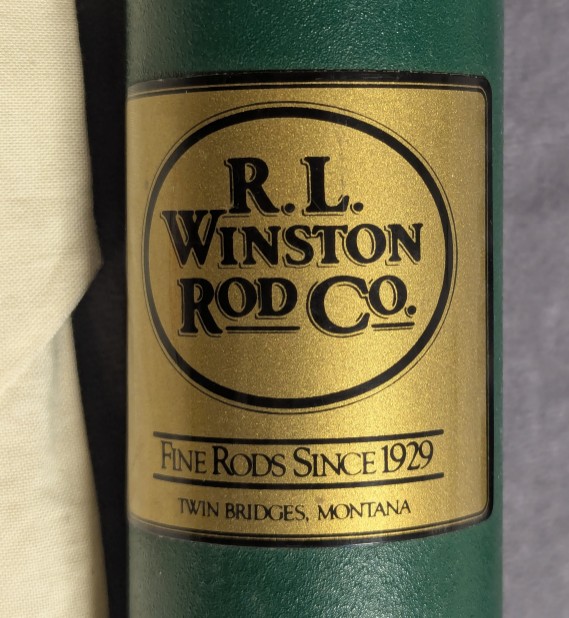 R. L.
WINSTON
ROD CO.
FINE RODS SINCE 1929
TWIN BRIDGES, MONTANA